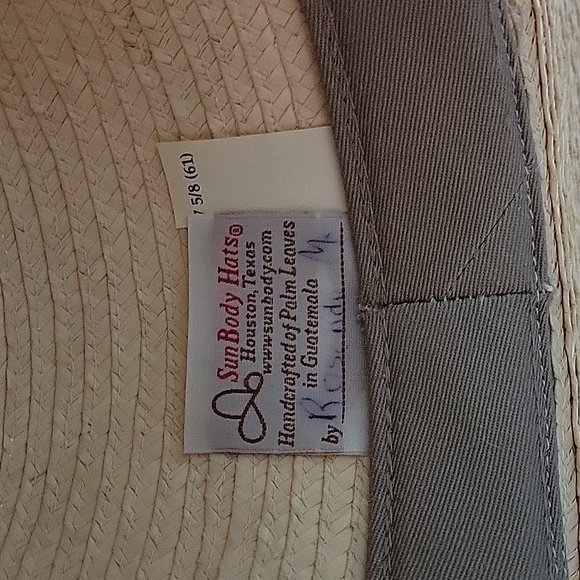 7 5/8 (61)
SunBody Hats®
Houston, Texas
www.sunbody.com
Handcrafted of Palm Leaves
in Guatemala
by M.